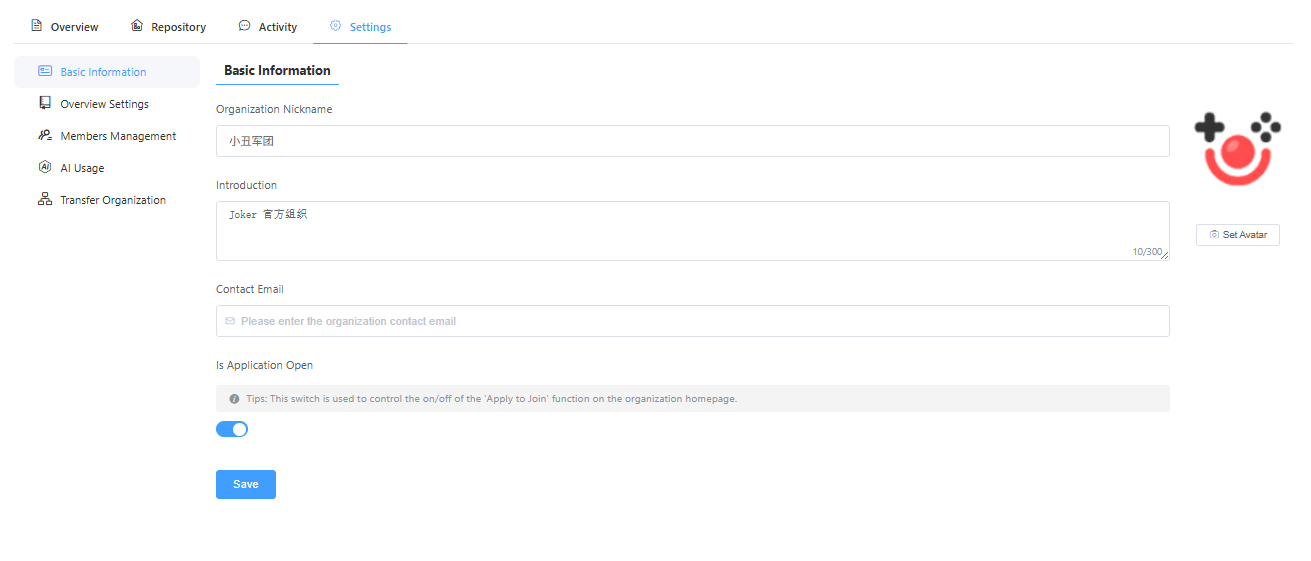 Overview
Repository
Activity
Settings
Basic Information
Overview Settings
Members Management
AI Usage
Transfer Organization
Basic Information
Organization Nickname
小丑军团
Introduction
Joker 官方组织
10/300
Set Avatar
Contact Email
Please enter the organization contact email
Is Application Open
Tips: This switch is used to control the on/off of the 'Apply to Join' function on the organization homepage.
Save